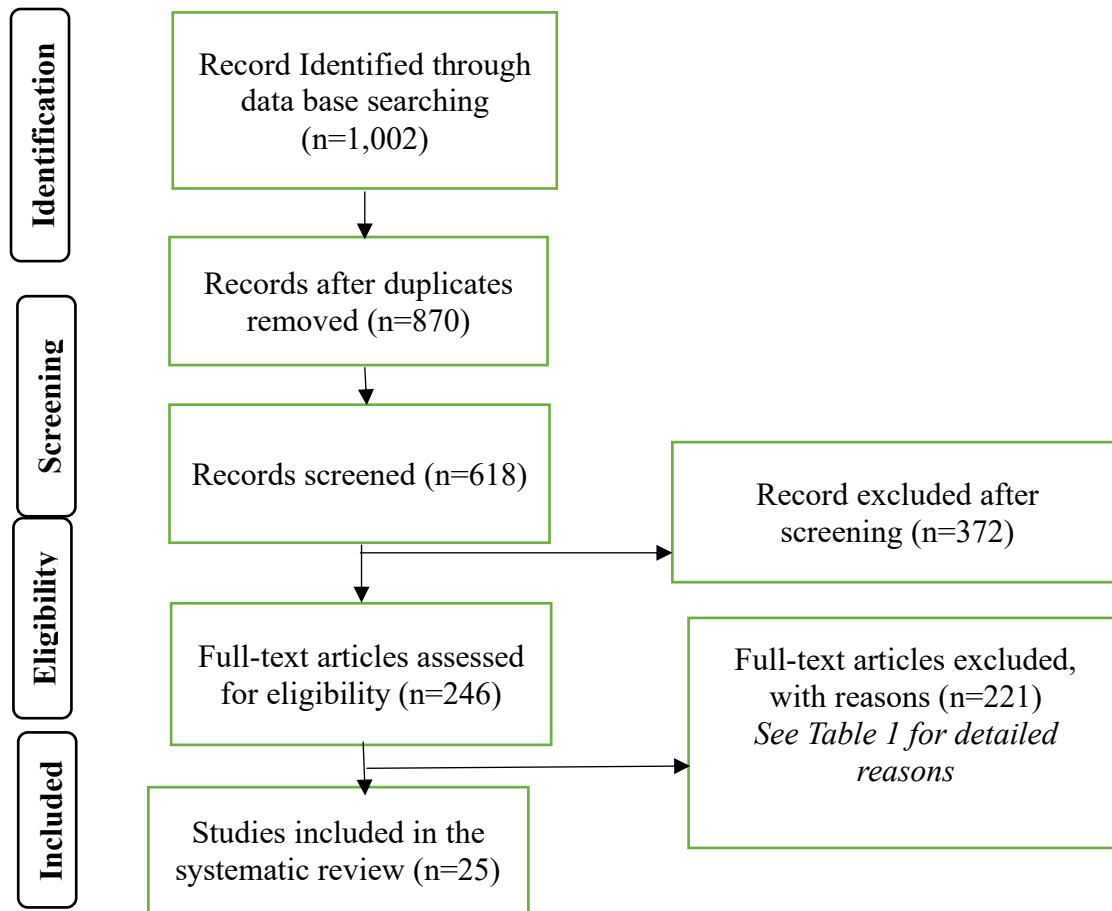 Identification
Record Identified through
data base searching
(n=1,002)
Records after duplicates
removed (n=870)
Screening
Records screened (n=618)
Record excluded after
screening (n=372)
Eligibility
Full-text articles assessed
for eligibility (n=246)
Full-text articles excluded,
with reasons (n=221)
See Table 1 for detailed
reasons
Included
Studies included in the
systematic review (n=25)